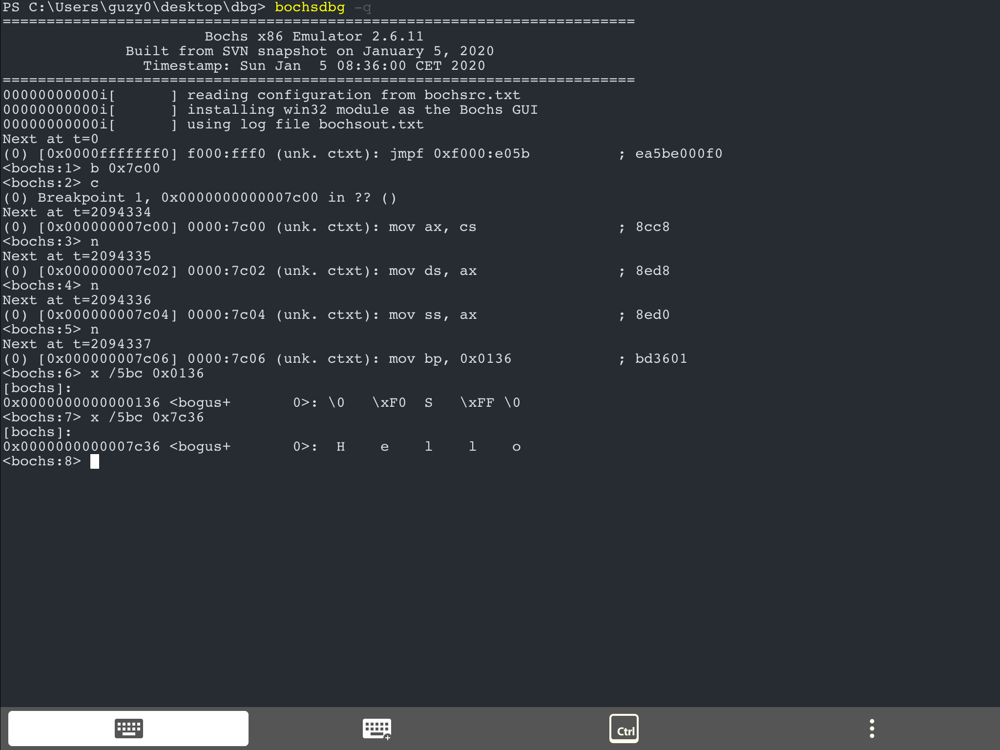 PS C:\Users\guzy0\desktop\dbg> bochsdbg -q
========================================================================
Bochs x86 Emulator 2.6.11
Built from SVN snapshot on January 5, 2020
Timestamp: Sun Jan  5 08:36:00 CET 2020
========================================================================
00000000000i[      ] reading configuration from bochsrc.txt
00000000000i[      ] installing win32 module as the Bochs GUI
00000000000i[      ] using log file bochsout.txt
Next at t=0
(0) [0x0000fffffff0] f000:fff0 (unk. ctxt): jmpf 0xf000:e05b          ; ea5be000f0
<bochs:1> b 0x7c00
<bochs:2> c
(0) Breakpoint 1, 0x0000000000007c00 in ?? ()
Next at t=2094334
(0) [0x000000007c00] 0000:7c00 (unk. ctxt): mov ax, cs                ; 8cc8
<bochs:3> n
Next at t=2094335
(0) [0x000000007c02] 0000:7c02 (unk. ctxt): mov ds, ax                ; 8ed8
<bochs:4> n
Next at t=2094336
(0) [0x000000007c04] 0000:7c04 (unk. ctxt): mov ss, ax                ; 8ed0
<bochs:5> n
Next at t=2094337
(0) [0x000000007c06] 0000:7c06 (unk. ctxt): mov bp, 0x0136            ; bd3601
<bochs:6> x /5bc 0x0136
[bochs]:
0x0000000000000136 <bogus+       0>: \0   \xF0  S   \xFF \0
<bochs:7> x /5bc 0x7c36
[bochs]:
0x0000000000007c36 <bogus+       0>:  H    e    l    l    o
<bochs:8>
Ctrl